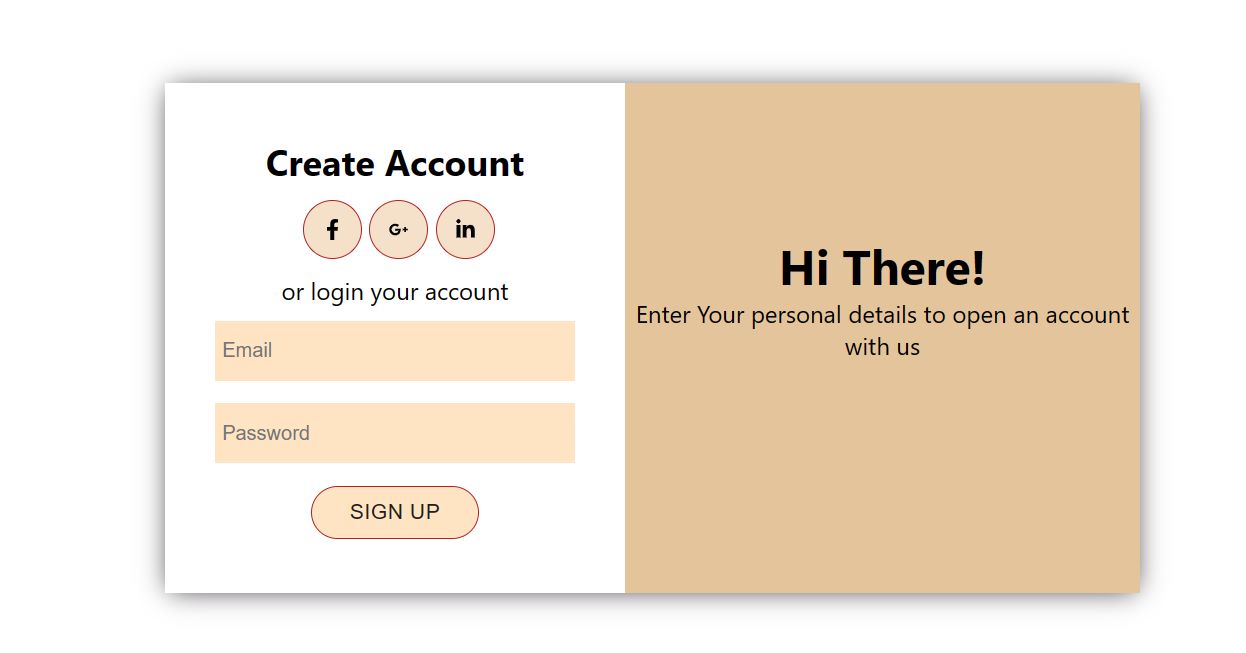 Create Account
f G+ in
or login your account
Email
Password
SIGN UP
Hi There!
Enter Your personal details to open an account
with us